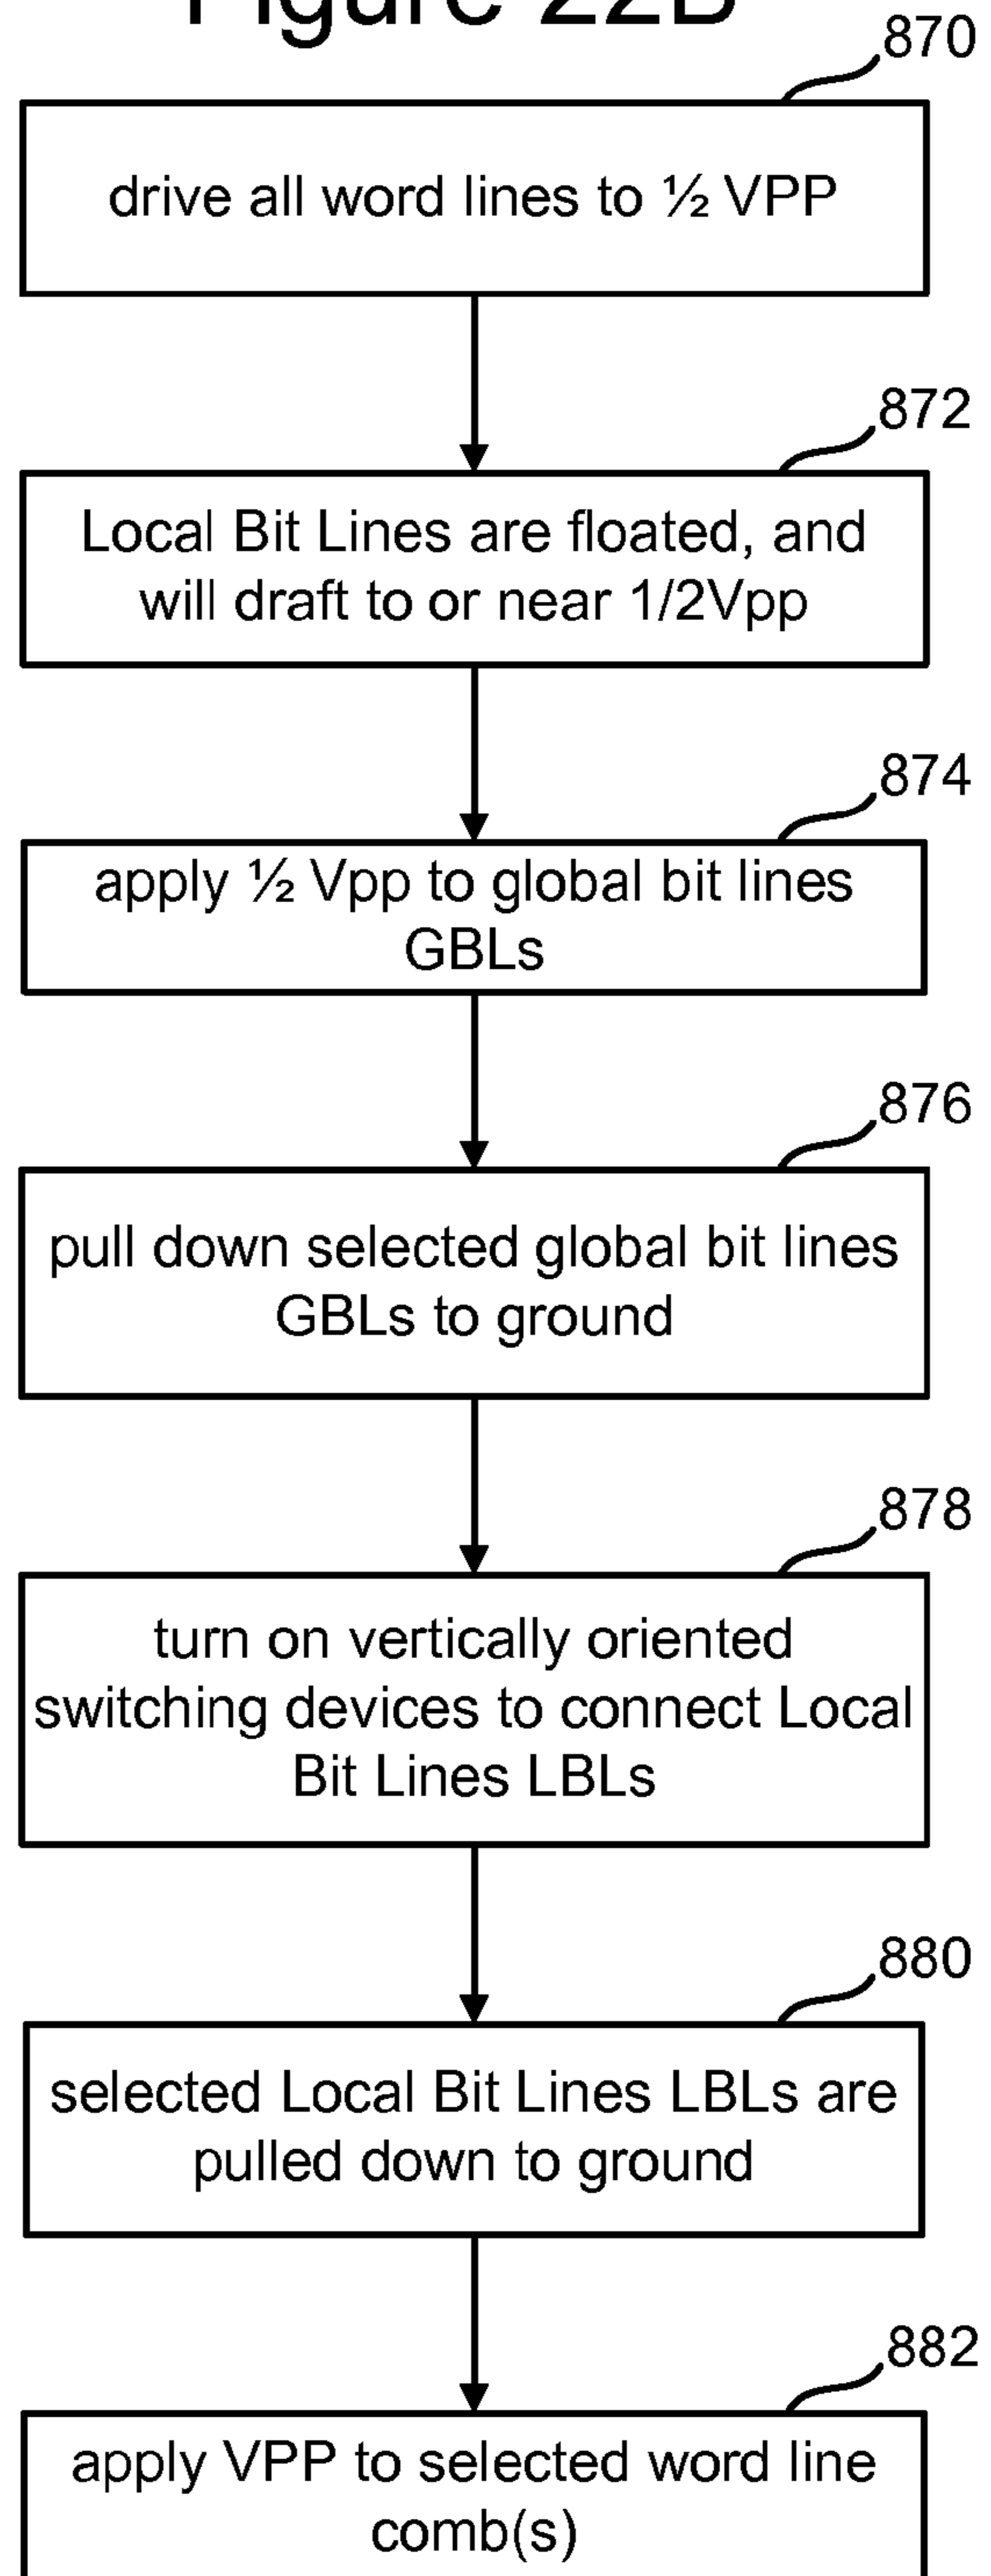 Figure 22B
870
drive all word lines to ½ VPP
872
Local Bit Lines are floated, and
will draft to or near 1/2Vpp
874
apply ½ Vpp to global bit lines
GBLs
876
pull down selected global bit lines
GBLs to ground
878
turn on vertically oriented
switching devices to connect Local
Bit Lines LBLs
880
selected Local Bit Lines LBLs are
pulled down to ground
882
apply VPP to selected word line
comb(s)